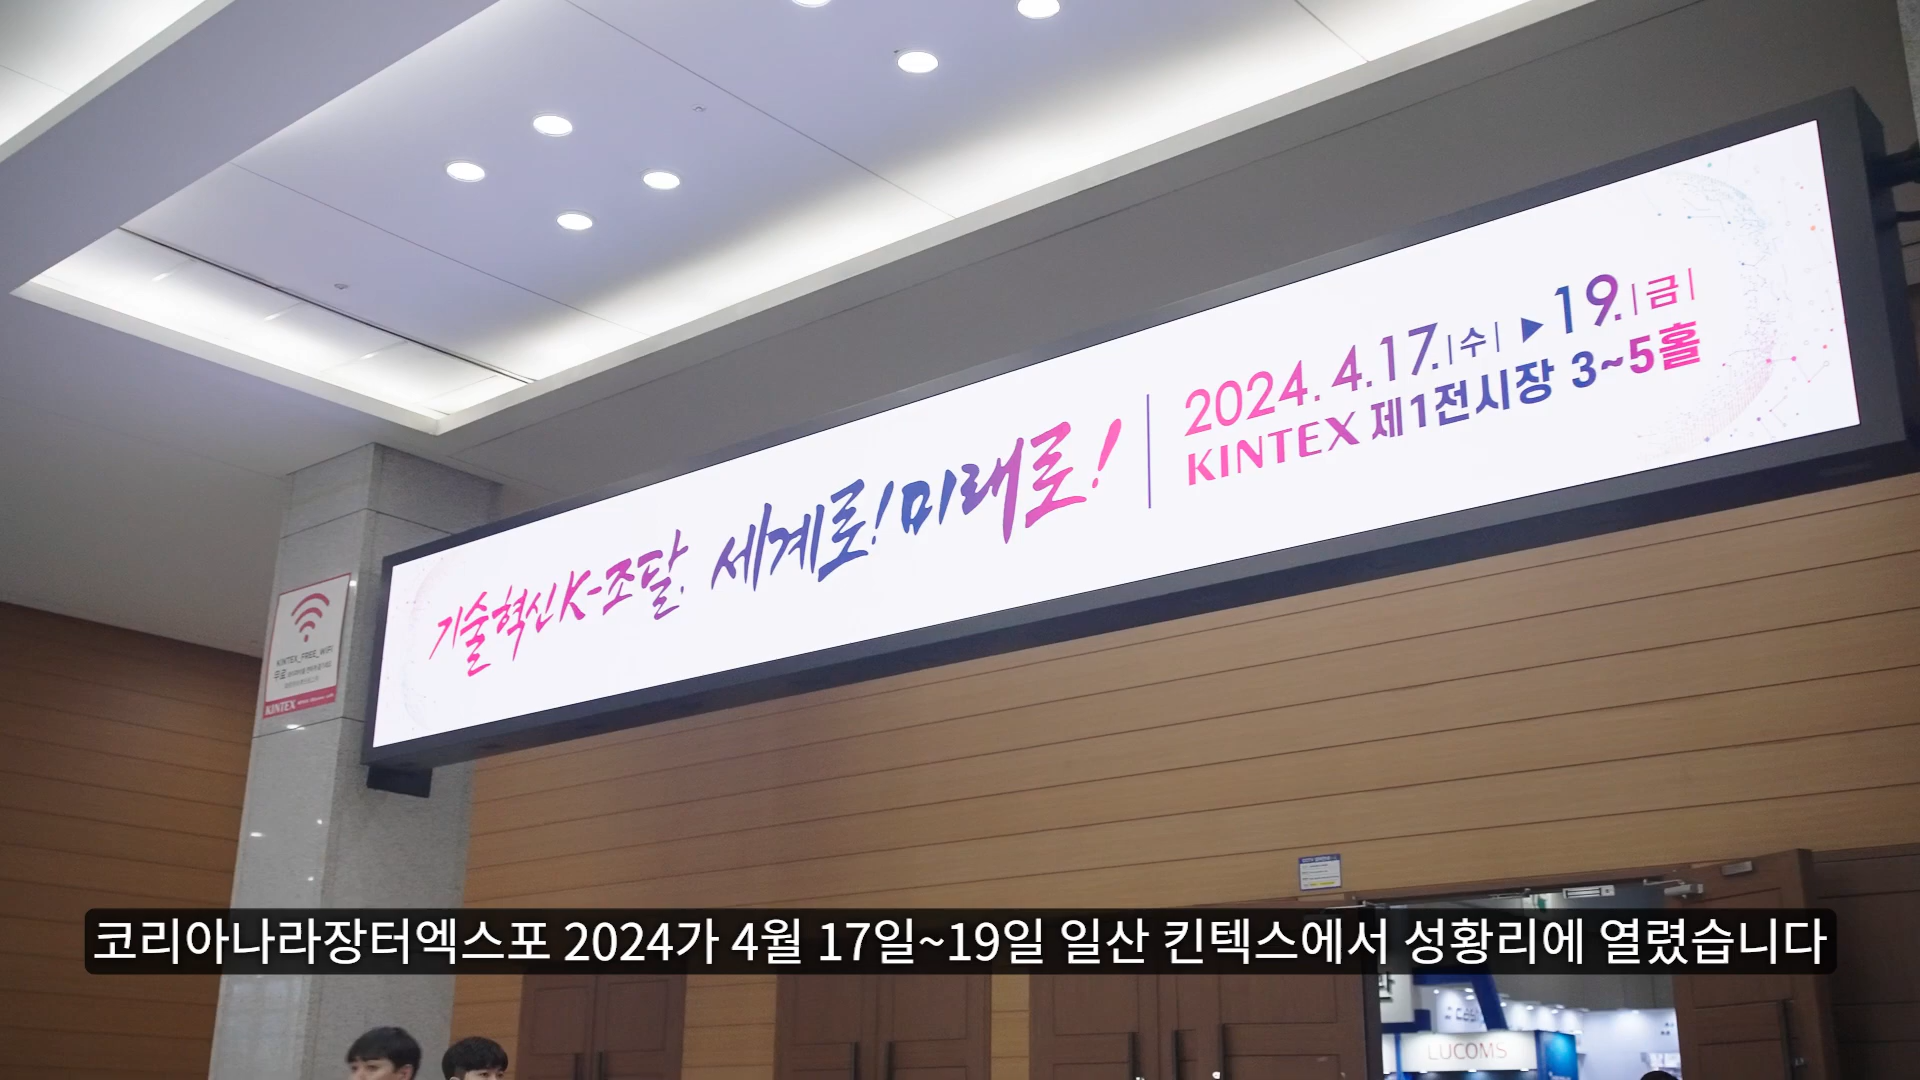 기술혁신 K-조달, 세계로! 미래로!
2024. 4.17.|수| ▶ 19.|금|
KINTEX 제1전시장 3~5홀
KINTEX_FREE_WiFi
무료
KINTEX
코리아나라장터엑스포 2024가 4월 17일~19일 일산 킨텍스에서 성황리에 열렸습니다
LUCOMS